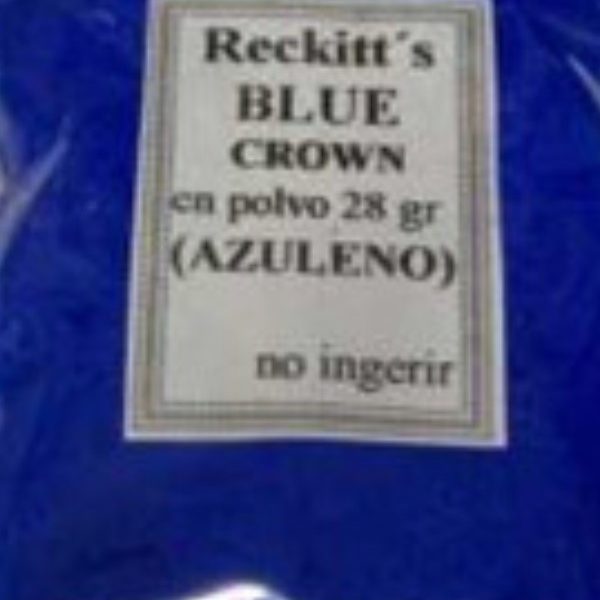 Reckitt´s
BLUE
CROWN
en polvo 28 gr
(AZULENO)
no ingerir